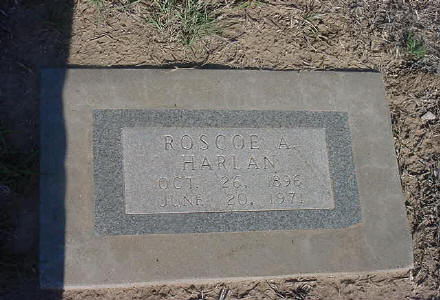 ROSCOE A.
HARLAN
OCT. 26, 1896
JUNE 20, 1971